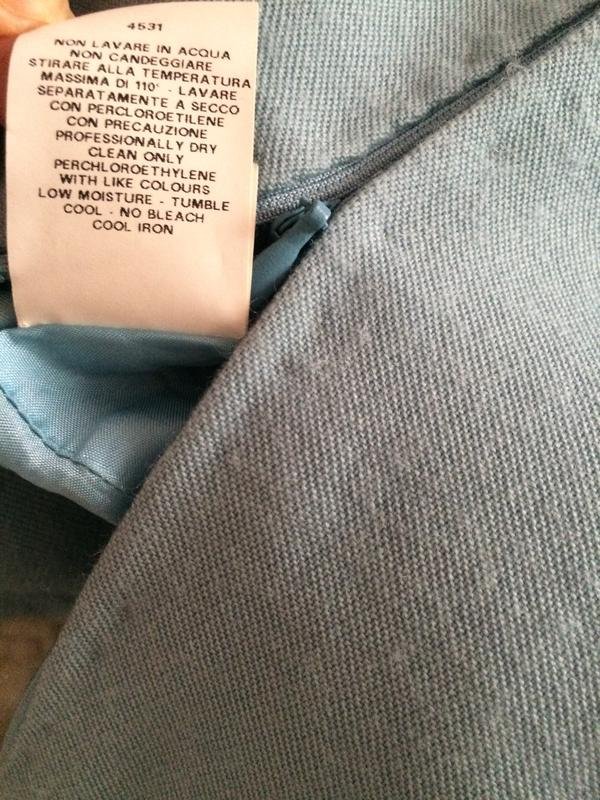 4531
NON LAVARE IN ACQUA
NON CANDEGGIARE
STIRARE ALLA TEMPERATURA
MASSIMA DI 110° - LAVARE
SEPARATAMENTE A SECCO
CON PERCLOROETILENE
CON PRECAUZIONE
PROFESSIONALLY DRY
CLEAN ONLY
PERCHLOROETHYLENE
WITH LIKE COLOURS
LOW MOISTURE - TUMBLE
COOL - NO BLEACH
COOL IRON